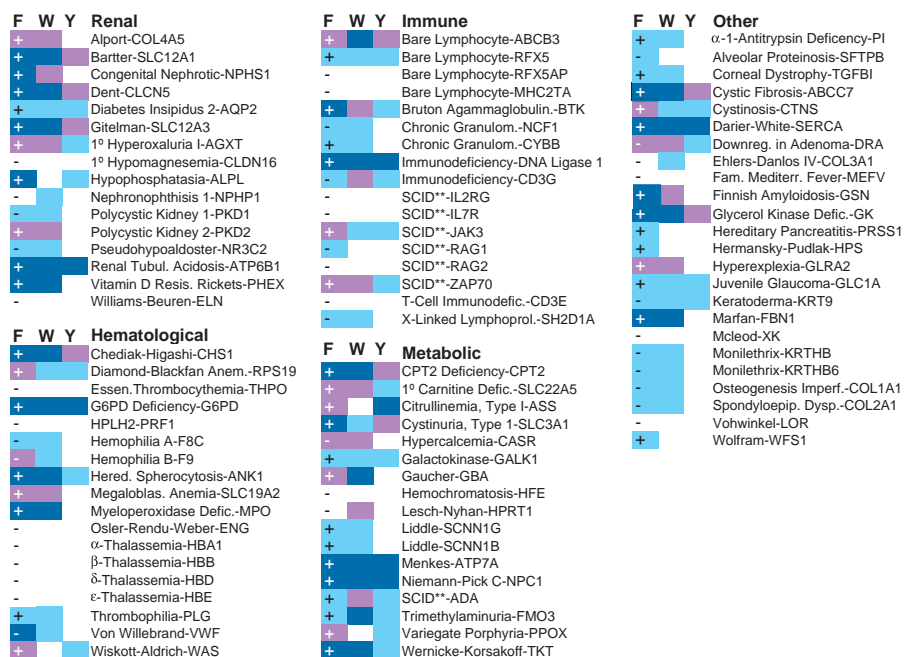 F W Y Renal
+ Alport-COL4A5
+ Bartter-SLC12A1
+ Congenital Nephrotic-NPHS1
+ Dent-CLCN5
+ Diabetes Insipidus 2-AQP2
+ Gitelman-SLC12A3
+ 1º Hyperoxaluria I-AGXT
- 1º Hypomagnesemia-CLDN16
+ Hypophosphatasia-ALPL
- Nephronophthisis 1-NPHP1
- Polycystic Kidney 1-PKD1
+ Polycystic Kidney 2-PKD2
- Pseudohypoaldoster-NR3C2
+ Renal Tubul. Acidosis-ATP6B1
+ Vitamin D Resis. Rickets-PHEX
- Williams-Beuren-ELN
F W Y Hematological
+ Chediak-Higashi-CHS1
+ Diamond-Blackfan Anem.-RPS19
- Essen.Thrombocythemia-THPO
+ G6PD Deficiency-G6PD
- HPLH2-PRF1
- Hemophilia A-F8C
- Hemophilia B-F9
+ Hered. Spherocytosis-ANK1
+ Megaloblas. Anemia-SLC19A2
+ Myeloperoxidase Defic.-MPO
- Osler-Rendu-Weber-ENG
- α-Thalassemia-HBA1
- β-Thalassemia-HBB
- δ-Thalassemia-HBD
- ε-Thalassemia-HBE
+ Thrombophilia-PLG
- Von Willebrand-VWF
+ Wiskott-Aldrich-WAS
F W Y Immune
+ Bare Lymphocyte-ABCB3
+ Bare Lymphocyte-RFX5
- Bare Lymphocyte-RFX5AP
- Bare Lymphocyte-MHC2TA
+ Bruton Agammaglobulin.-BTK
- Chronic Granulom.-NCF1
+ Chronic Granulom.-CYBB
+ Immunodeficiency-DNA Ligase 1
- Immunodeficiency-CD3G
- SCID**-IL2RG
- SCID**-IL7R
+ SCID**-JAK3
- SCID**-RAG1
- SCID**-RAG2
+ SCID**-ZAP70
- T-Cell Immunodefic.-CD3E
- X-Linked Lymphoprol.-SH2D1A
F W Y Metabolic
+ CPT2 Deficiency-CPT2
+ 1º Carnitine Defic.-SLC22A5
+ Citrullinemia, Type I-ASS
+ Cystinuria, Type 1-SLC3A1
- Hypercalcemia-CASR
+ Galactokinase-GALK1
+ Gaucher-GBA
- Hemochromatosis-HFE
- Lesch-Nyhan-HPRT1
+ Liddle-SCNN1G
+ Liddle-SCNN1B
+ Menkes-ATP7A
+ Niemann-Pick C-NPC1
+ SCID**-ADA
+ Trimethylaminuria-FMO3
+ Variegate Porphyria-PPOX
+ Wernicke-Korsakoff-TKT
F W Y Other
+ α-1-Antitrypsin Deficiency-PI
- Alveolar Proteinosis-SFTPB
+ Corneal Dystrophy-TGFBI
+ Cystic Fibrosis-ABCC7
+ Cystinosis-CTNS
+ Darier-White-SERCA
- Downreg. in Adenoma-DRA
- Ehlers-Danlos IV-COL3A1
- Fam. Mediterr. Fever-MEFV
+ Finnish Amyloidosis-GSN
+ Glycerol Kinase Defic.-GK
+ Hereditary Pancreatitis-PRSS1
+ Hermansky-Pudlak-HPS
+ Hyperexplexia-GLRA2
+ Juvenile Glaucoma-GLC1A
- Keratoderma-KRT9
+ Marfan-FBN1
- Mcleod-XK
- Monilethrix-KRTHB
- Monilethrix-KRTHB6
- Osteogenesis Imperf.-COL1A1
- Spondyloepip. Dysp.-COL2A1
- Vohwinkel-LOR
+ Wolfram-WFS1